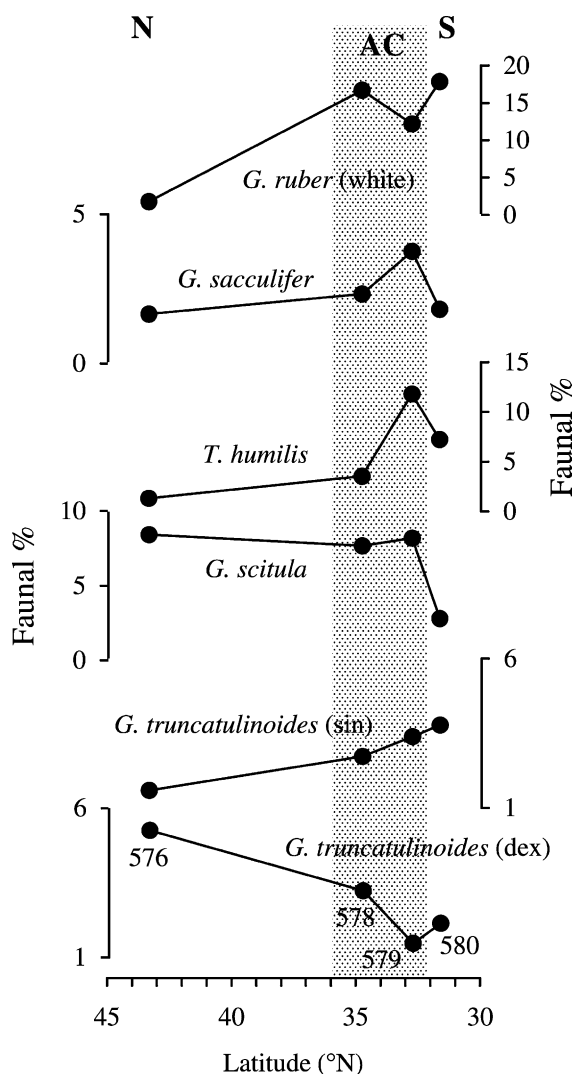 N
AC
S
20
15
10
5
0
G. ruber (white)
5
0
G. sacculifer
15
10
5
0
Faunal %
T. humilis
10
5
0
Faunal %
G. scitula
6
1
G. truncatulinoides (sin)
6
1
G. truncatulinoides (dex)
576
578
579
580
45
40
35
30
Latitude (°N)